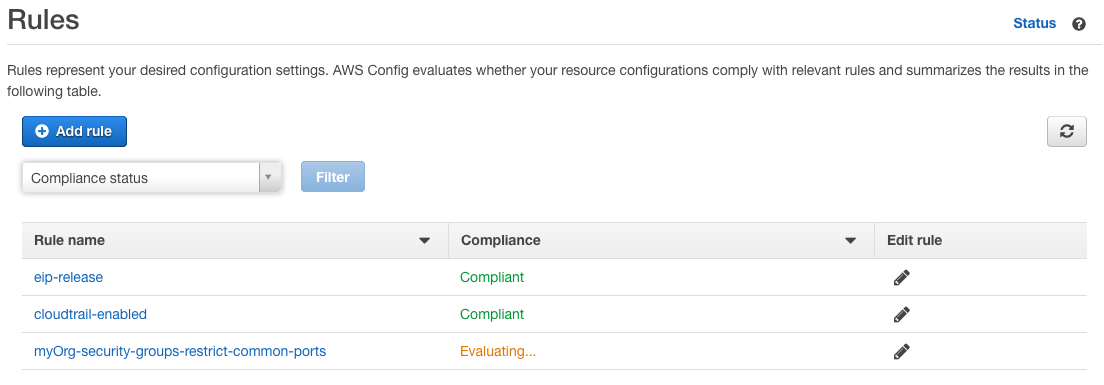 Rules
Status
Rules represent your desired configuration settings. AWS Config evaluates whether your resource configurations comply with relevant rules and summarizes the results in the
following table.
Add rule
Compliance status
Filter
Rule name Compliance Edit rule
eip-release Compliant
cloudtrail-enabled Compliant
myOrg-security-groups-restrict-common-ports Evaluating...